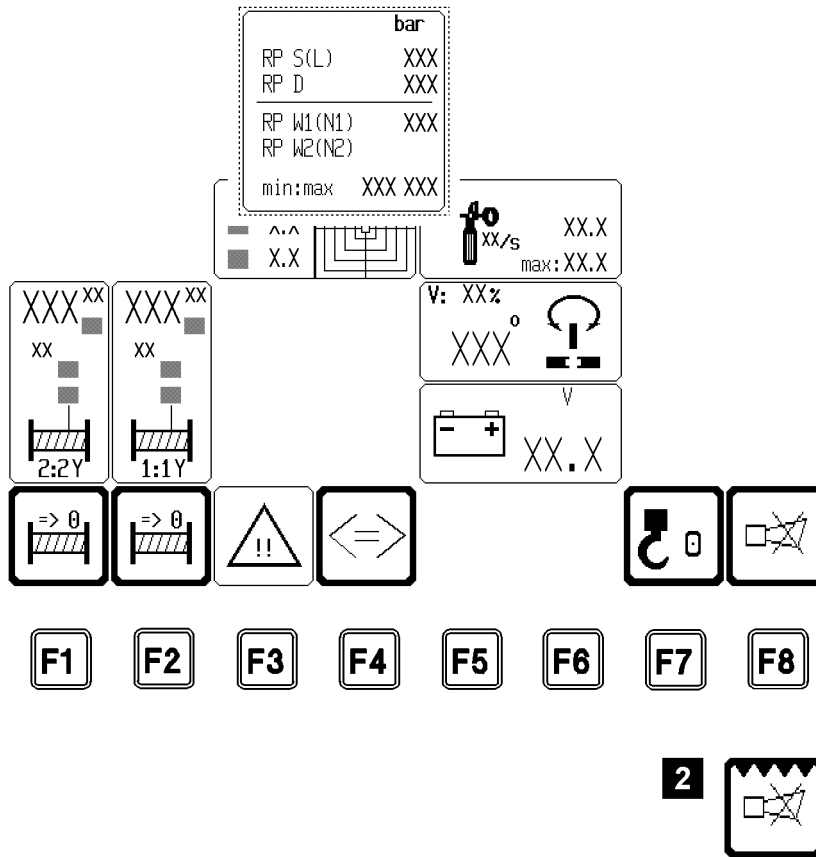 bar
RP S(L) XXX
RP D XXX
RP W1(N1) XXX
RP W2(N2)
min:max XXX XXX
X.X
X.X
XX/s
XX.X
max:XX.X
XXX XX
XX
2:2Y
XXX XX
XX
1:1Y
V: XX%
XXX°
V
- +
XX.X
=> 0
=> 0
!!
<=>
0
F1 F2 F3 F4 F5 F6 F7 F8
2